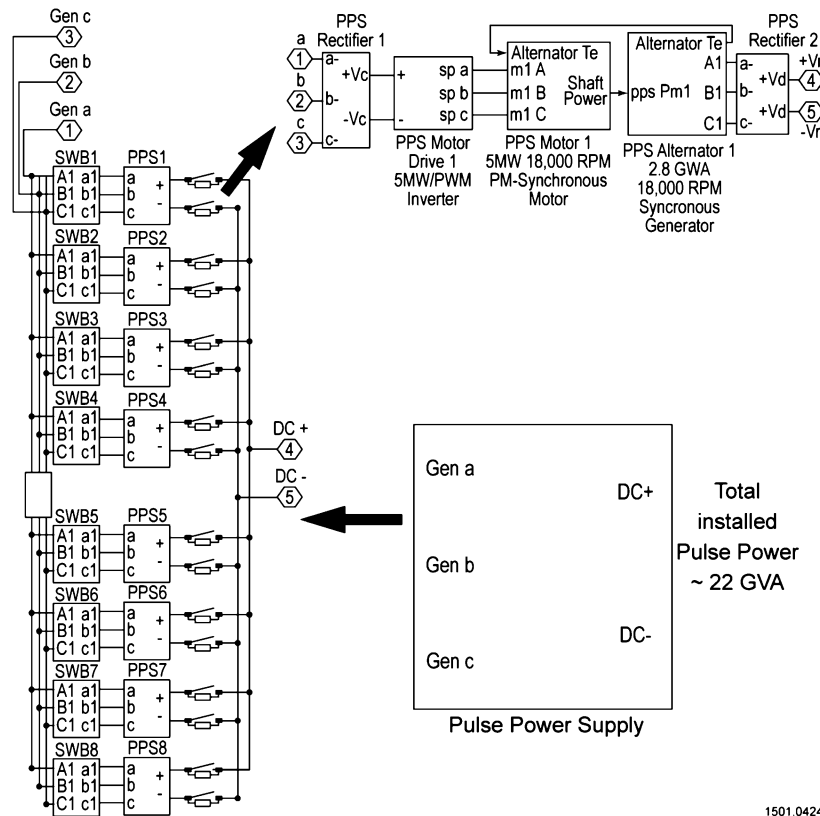 Gen c
3
Gen b
2
Gen a
1
SWB1 PPS1
A1 a1 a +
B1 b1 b
C1 c1 c -
SWB2 PPS2
A1 a1 a +
B1 b1 b
C1 c1 c -
SWB3 PPS3
A1 a1 a +
B1 b1 b
C1 c1 c -
SWB4 PPS4
A1 a1 a +
B1 b1 b
C1 c1 c -
SWB5 PPS5
A1 a1 a +
B1 b1 b
C1 c1 c -
SWB6 PPS6
A1 a1 a +
B1 b1 b
C1 c1 c -
SWB7 PPS7
A1 a1 a +
B1 b1 b
C1 c1 c -
SWB8 PPS8
A1 a1 a +
B1 b1 b
C1 c1 c -
DC +
4
DC -
5
a
1
b
2
c
3
PPS
Rectifier 1
a-
+Vc
b-
-Vc
c-
+ sp a
sp b
- sp c
PPS Motor
Drive 1
5MW/PWM
Inverter
Alternator Te
m1 A
m1 B
m1 C
Shaft
Power
PPS Motor 1
5MW 18,000 RPM
PM-Synchronous
Motor
Alternator Te
A1
pps Pm1 B1
C1
PPS Alternator 1
2.8 GWA
18,000 RPM
Syncronous
Generator
PPS
Rectifier 2
a-
+Vd
b-
+Vd
c-
+Vr
4
5
-Vr
Gen a
DC+
Gen b
DC-
Gen c
Pulse Power Supply
Total
installed
Pulse Power
~ 22 GVA
1501.0424